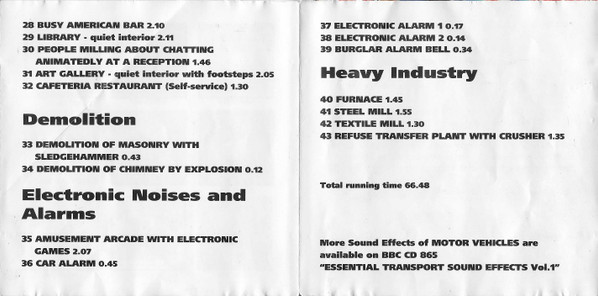 28 BUSY AMERICAN BAR 2.10
29 LIBRARY - quiet interior 2.11
30 PEOPLE MILLING ABOUT CHATTING
ANIMATEDLY AT A RECEPTION 1.46
31 ART GALLERY - quiet interior with footsteps 2.05
32 CAFETERIA RESTAURANT (Self-service) 1.30
Demolition
33 DEMOLITION OF MASONRY WITH
SLEDGEHAMMER 0.43
34 DEMOLITION OF CHIMNEY BY EXPLOSION 0.12
Electronic Noises and
Alarms
35 AMUSEMENT ARCADE WITH ELECTRONIC
GAMES 2.07
36 CAR ALARM 0.45
37 ELECTRONIC ALARM 1 0.17
38 ELECTRONIC ALARM 2 0.14
39 BURGLAR ALARM BELL 0.34
Heavy Industry
40 FURNACE 1.45
41 STEEL MILL 1.55
42 TEXTILE MILL 1.30
43 REFUSE TRANSFER PLANT WITH CRUSHER 1.35
Total running time 66.48
More Sound Effects of MOTOR VEHICLES are
available on BBC CD 865
"ESSENTIAL TRANSPORT SOUND EFFECTS Vol.1"